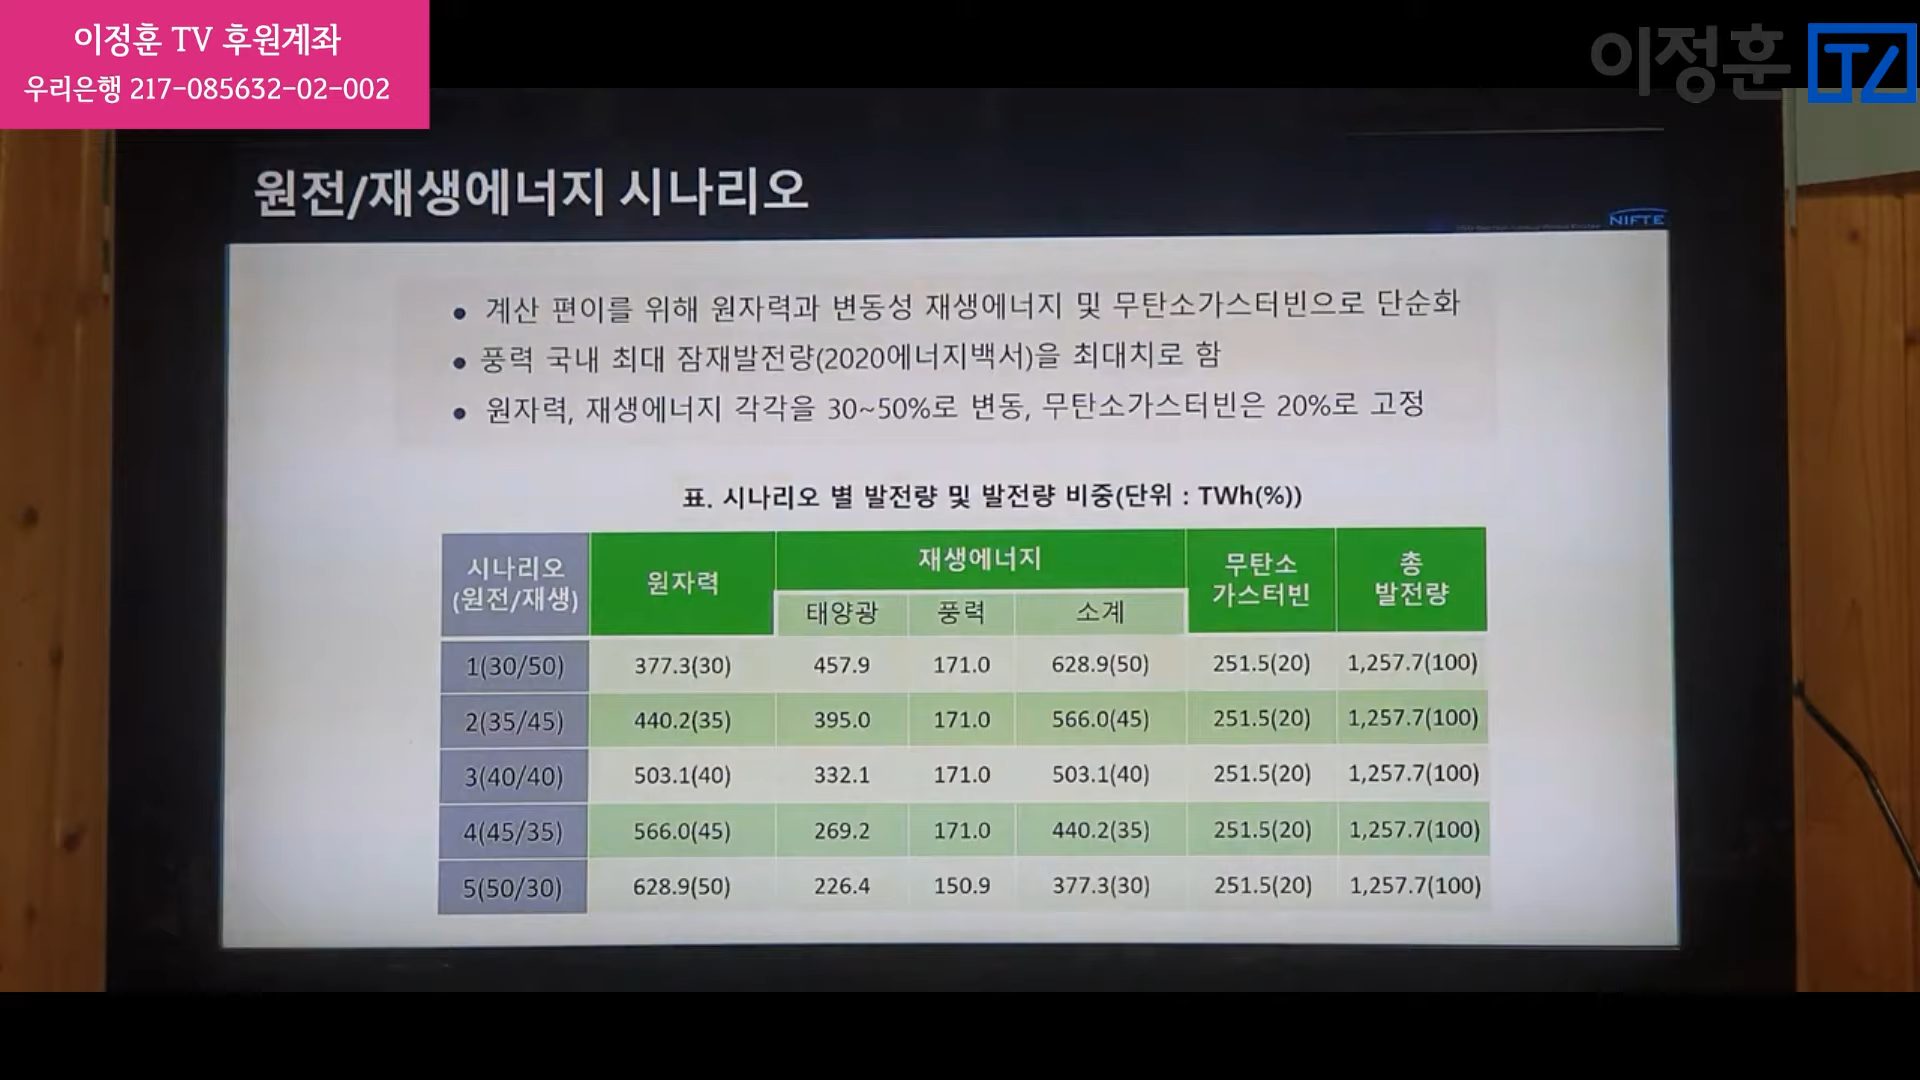 이정훈 TV 후원계좌
우리은행 217-085632-02-002
이정훈 TV
원전/재생에너지 시나리오
NIFTE
• 계산 편이를 위해 원자력과 변동성 재생에너지 및 무탄소가스터빈으로 단순화
• 풍력 국내 최대 잠재발전량(2020에너지백서)을 최대치로 함
• 원자력, 재생에너지 각각을 30~50%로 변동, 무탄소가스터빈은 20%로 고정
표. 시나리오 별 발전량 및 발전량 비중(단위 : TWh(%))
시나리오 (원전/재생) 원자력 재생에너지 무탄소 가스터빈 총 발전량
태양광 풍력 소계
1(30/50) 377.3(30) 457.9 171.0 628.9(50) 251.5(20) 1,257.7(100)
2(35/45) 440.2(35) 395.0 171.0 566.0(45) 251.5(20) 1,257.7(100)
3(40/40) 503.1(40) 332.1 171.0 503.1(40) 251.5(20) 1,257.7(100)
4(45/35) 566.0(45) 269.2 171.0 440.2(35) 251.5(20) 1,257.7(100)
5(50/30) 628.9(50) 226.4 150.9 377.3(30) 251.5(20) 1,257.7(100)